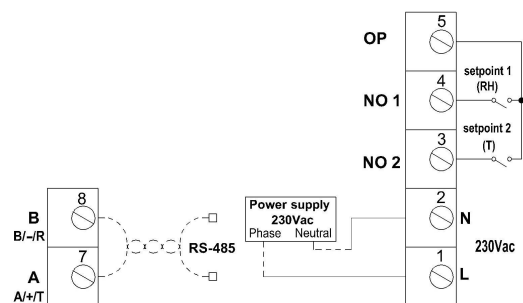 OP
5
setpoint 1
(RH)
NO 1
4
setpoint 2
(T)
NO 2
3
B
B/-/R
8
RS-485
Power supply
230Vac
Phase Neutral
2
N
230Vac
A
A/+/T
7
1
L